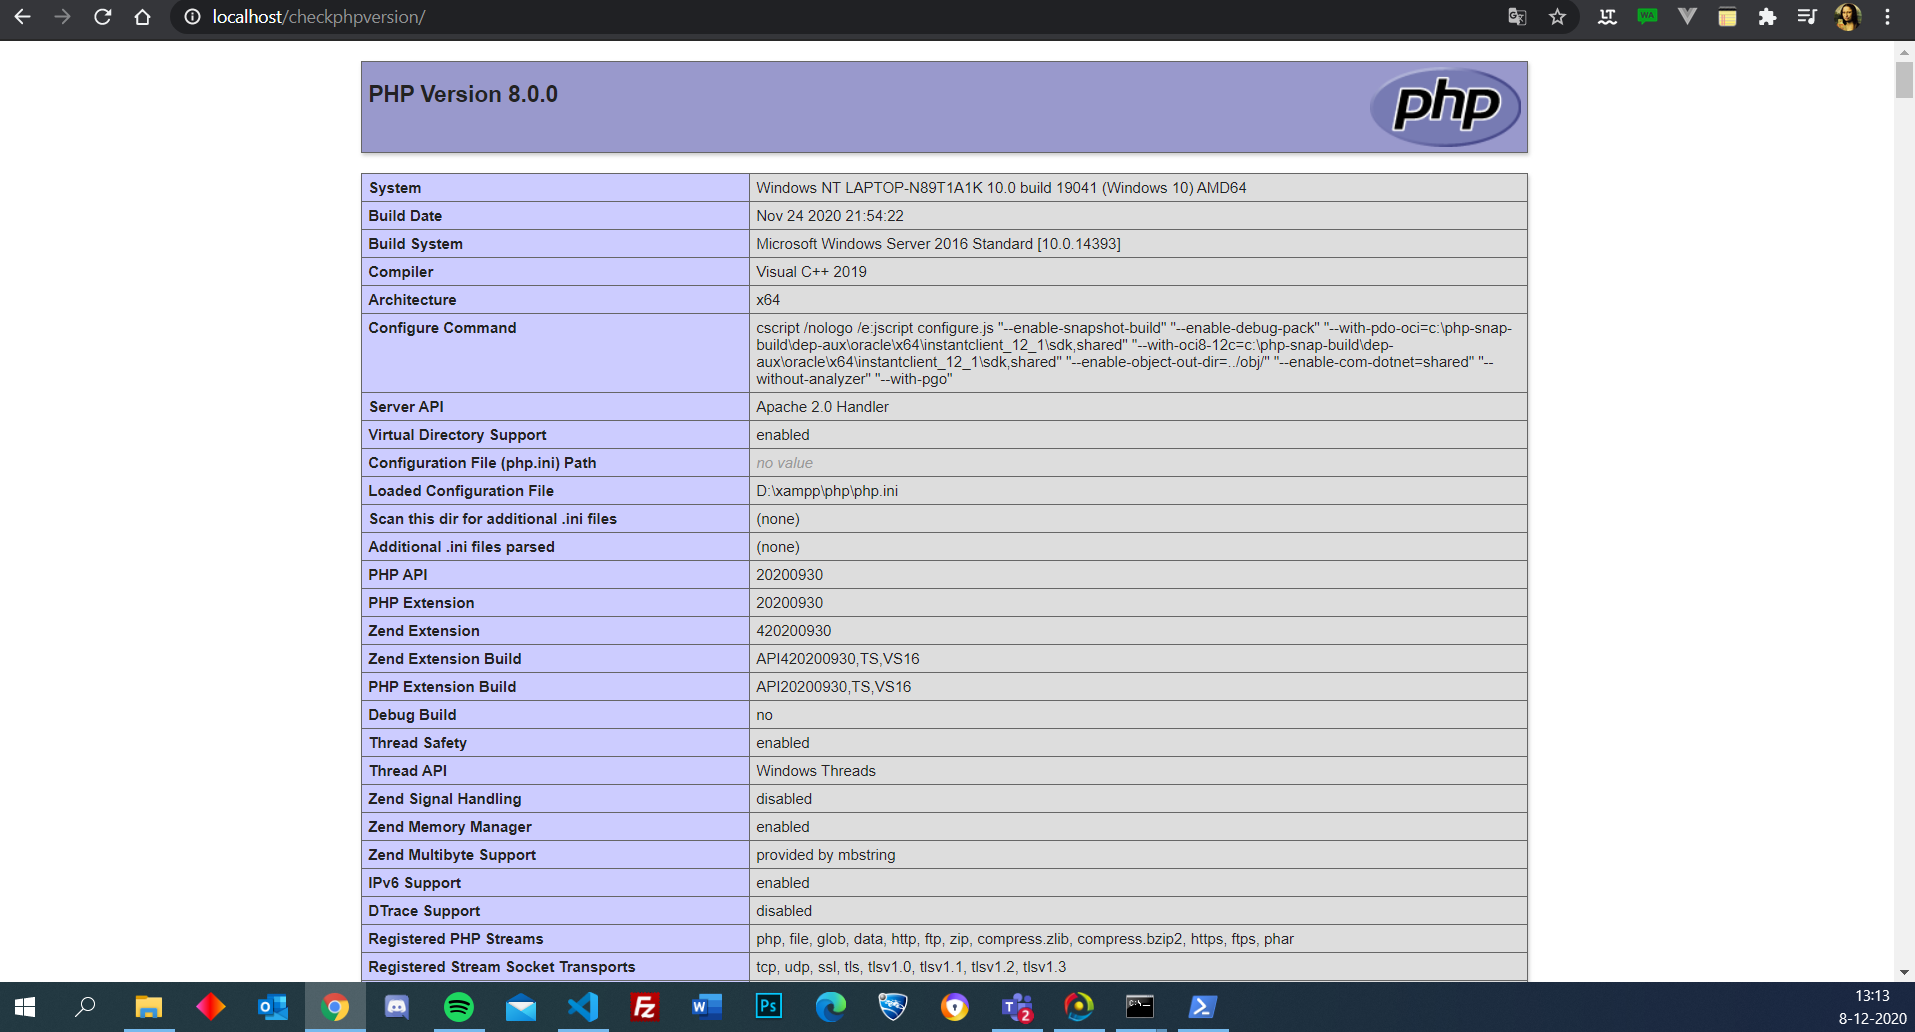 localhost/checkphpversion/
PHP Version 8.0.0
php
System Windows NT LAPTOP-N89T1A1K 10.0 build 19041 (Windows 10) AMD64
Build Date Nov 24 2020 21:54:22
Build System Microsoft Windows Server 2016 Standard [10.0.14393]
Compiler Visual C++ 2019
Architecture x64
Configure Command cscript /nologo /e:jscript configure.js "--enable-snapshot-build" "--enable-debug-pack" "--with-pdo-oci=c:\php-snap-
build\dep-aux\oracle\x64\instantclient_12_1\sdk,shared" "--with-oci8-12c=c:\php-snap-build\dep-
aux\oracle\x64\instantclient_12_1\sdk,shared" "--enable-object-out-dir=../obj/" "--enable-com-dotnet=shared" "--
without-analyzer" "--with-pgo"
Server API Apache 2.0 Handler
Virtual Directory Support enabled
Configuration File (php.ini) Path no value
Loaded Configuration File D:\xampp\php\php.ini
Scan this dir for additional .ini files (none)
Additional .ini files parsed (none)
PHP API 20200930
PHP Extension 20200930
Zend Extension 420200930
Zend Extension Build API420200930,TS,VS16
PHP Extension Build API20200930,TS,VS16
Debug Build no
Thread Safety enabled
Thread API Windows Threads
Zend Signal Handling disabled
Zend Memory Manager enabled
Zend Multibyte Support provided by mbstring
IPv6 Support enabled
DTrace Support disabled
Registered PHP Streams php, file, glob, data, http, ftp, zip, compress.zlib, compress.bzip2, https, ftps, phar
Registered Stream Socket Transports tcp, udp, ssl, tls, tlsv1.0, tlsv1.1, tlsv1.2, tlsv1.3
13:13
8-12-2020